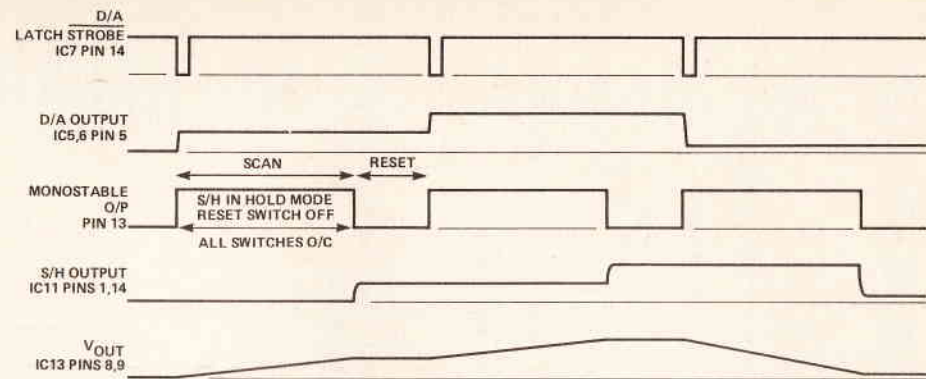 D/A
LATCH STROBE
IC7 PIN 14
D/A OUTPUT
IC5,6 PIN 5
SCAN
RESET
MONOSTABLE
O/P
PIN 13
S/H IN HOLD MODE
RESET SWITCH OFF
ALL SWITCHES O/C
S/H OUTPUT
IC11 PINS 1,14
VOUT
IC13 PINS 8,9